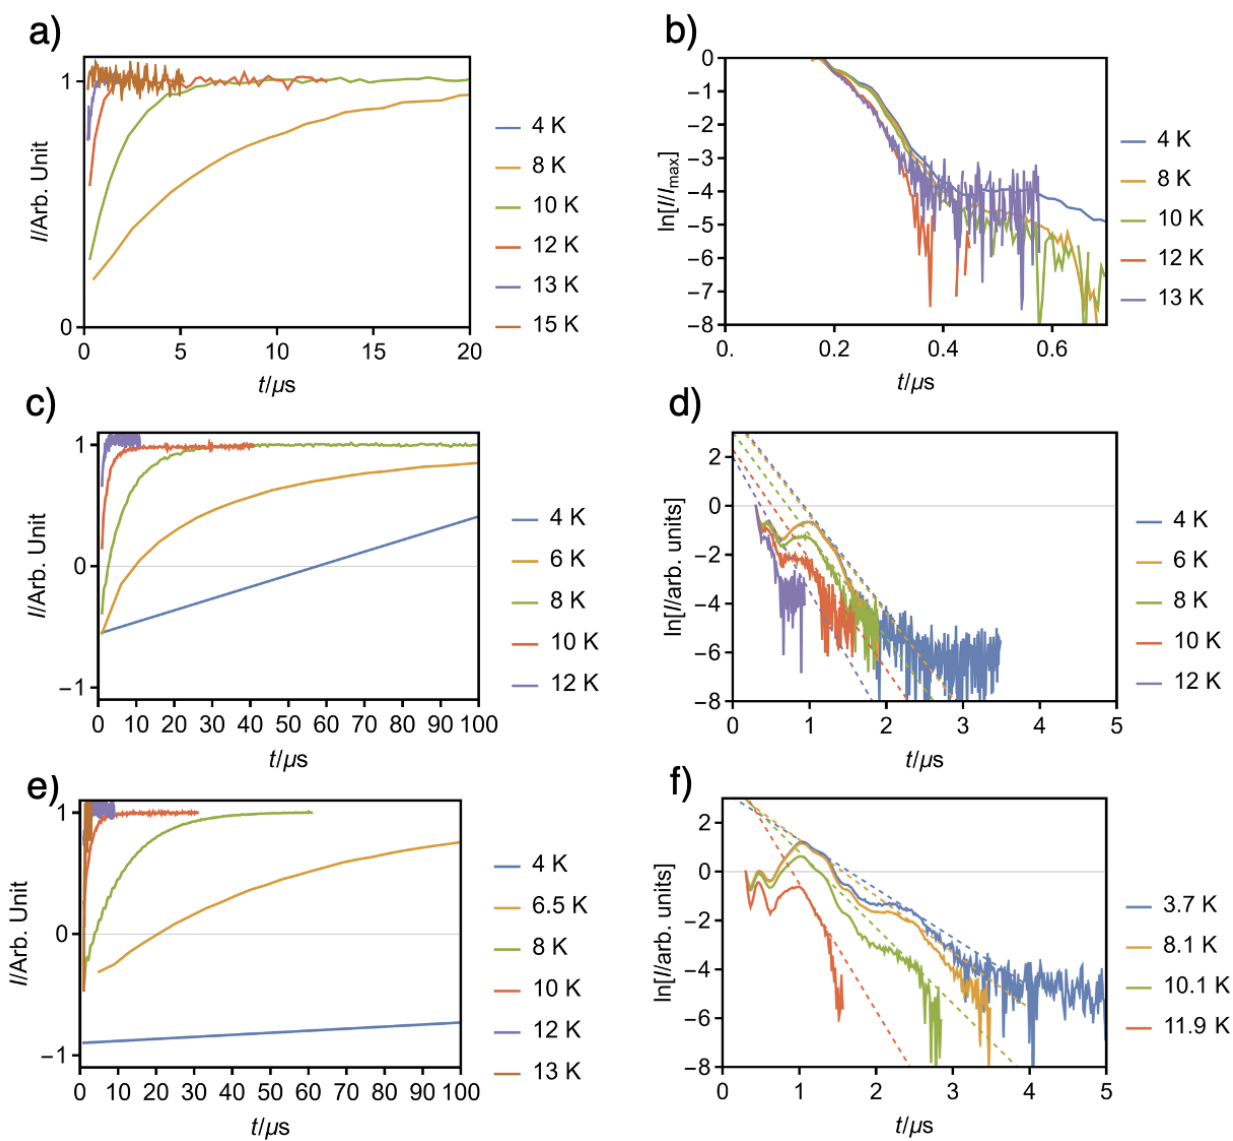 a)
I/Arb. Unit
1
0
0 5 10 15 20
t/μs
4 K
8 K
10 K
12 K
13 K
15 K
b)
ln[I/Imax.]
0
−1
−2
−3
−4
−5
−6
−7
−8
0. 0.2 0.4 0.6
t/μs
4 K
8 K
10 K
12 K
13 K
c)
I/Arb. Unit
1
0
−1
0 10 20 30 40 50 60 70 80 90 100
t/μs
4 K
6 K
8 K
10 K
12 K
d)
ln[I/arb. units]
2
0
−2
−4
−6
−8
0 1 2 3 4 5
t/μs
4 K
6 K
8 K
10 K
12 K
e)
I/Arb. Unit
1
0
−1
0 10 20 30 40 50 60 70 80 90 100
t/μs
4 K
6.5 K
8 K
10 K
12 K
13 K
f)
ln[I/arb. units]
2
0
−2
−4
−6
−8
0 1 2 3 4 5
t/μs
3.7 K
8.1 K
10.1 K
11.9 K